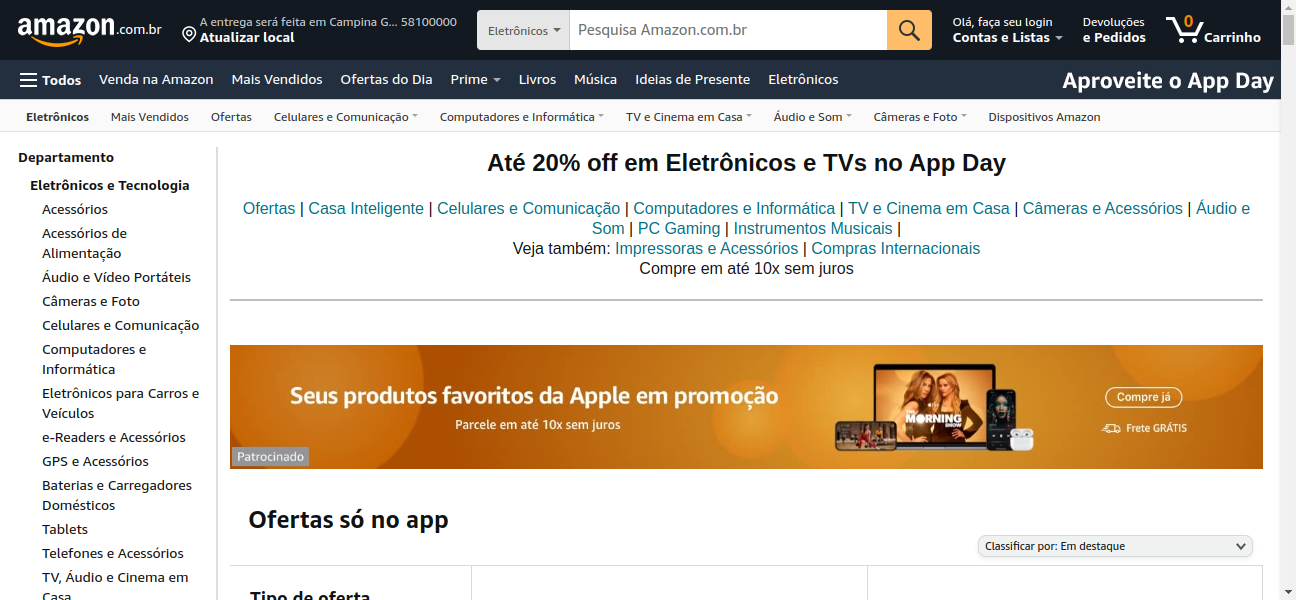 amazon.com.br
A entrega será feita em Campina G... 58100000
Atualizar local
Eletrônicos
Pesquisa Amazon.com.br
Olá, faça seu login
Contas e Listas
Devoluções
e Pedidos
0
Carrinho
Todos Venda na Amazon Mais Vendidos Ofertas do Dia Prime Livros Música Ideias de Presente Eletrônicos Aproveite o App Day
Eletrônicos Mais Vendidos Ofertas Celulares e Comunicação Computadores e Informática TV e Cinema em Casa Áudio e Som Câmeras e Foto Dispositivos Amazon
Departamento
Eletrônicos e Tecnologia
Acessórios
Acessórios de
Alimentação
Áudio e Vídeo Portáteis
Câmeras e Foto
Celulares e Comunicação
Computadores e
Informática
Eletrônicos para Carros e
Veículos
e-Readers e Acessórios
GPS e Acessórios
Baterias e Carregadores
Domésticos
Tablets
Telefones e Acessórios
TV, Áudio e Cinema em
Casa
Até 20% off em Eletrônicos e TVs no App Day
Ofertas | Casa Inteligente | Celulares e Comunicação | Computadores e Informática | TV e Cinema em Casa | Câmeras e Acessórios | Áudio e
Som | PC Gaming | Instrumentos Musicais |
Veja também: Impressoras e Acessórios | Compras Internacionais
Compre em até 10x sem juros
Seus produtos favoritos da Apple em promoção
Parcele em até 10x sem juros
THE
MORNING
SHOW
Compre já
Frete GRÁTIS
Patrocinado
Ofertas só no app
Classificar por: Em destaque
Tipo de oferta